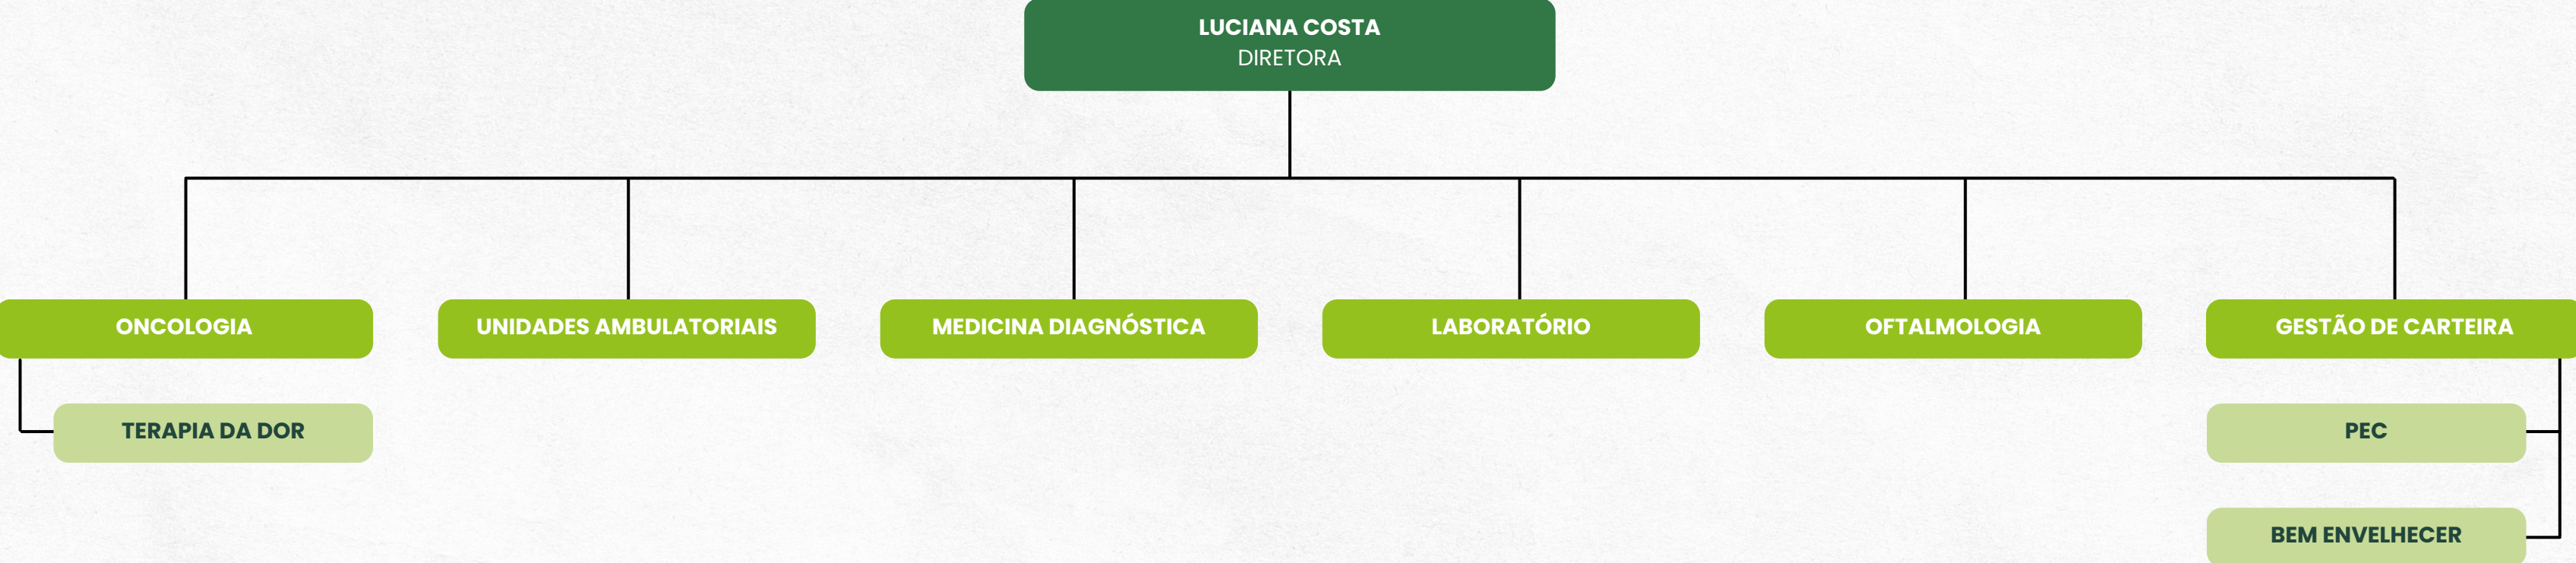 LUCIANA COSTA
DIRETORA
ONCOLOGIA
UNIDADES AMBULATORIAIS
MEDICINA DIAGNÓSTICA
LABORATÓRIO
OFTALMOLOGIA
GESTÃO DE CARTEIRA
TERAPIA DA DOR
PEC
BEM ENVELHECER